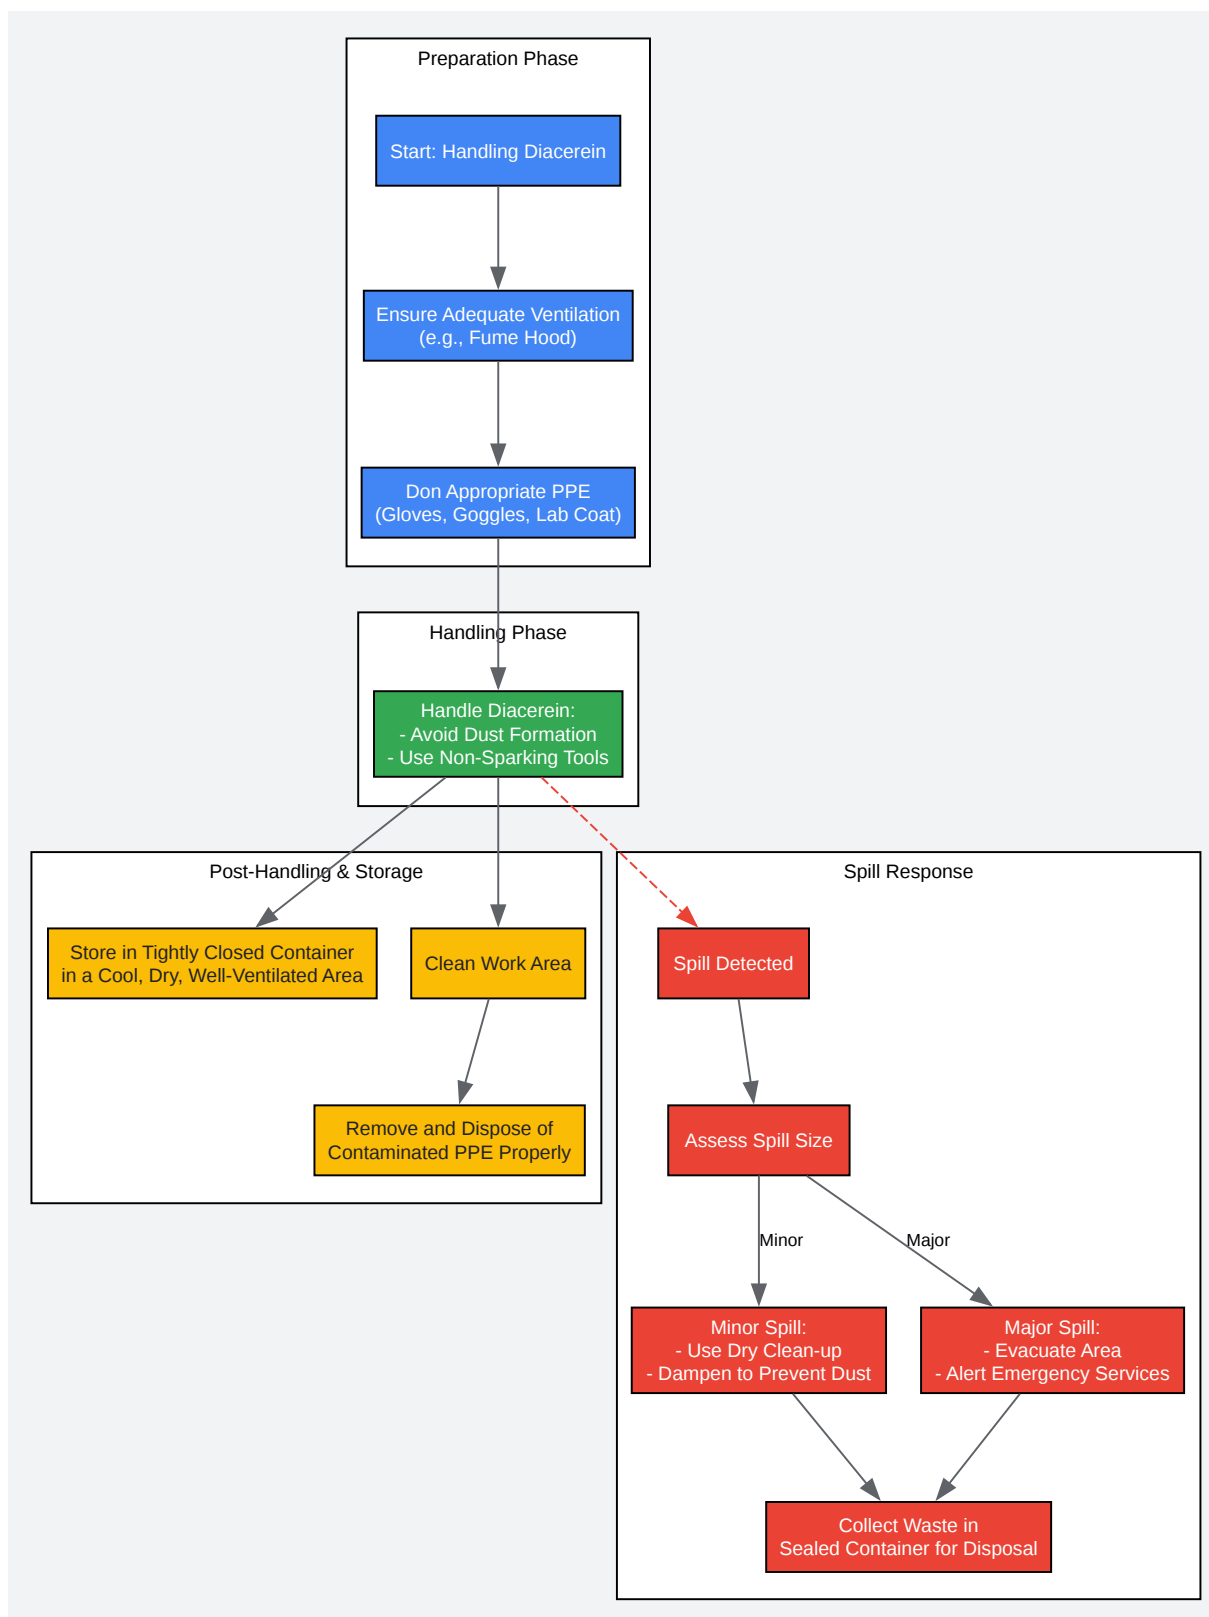 Preparation Phase
Start: Handling Diacerein
Ensure Adequate Ventilation
(e.g., Fume Hood)
Don Appropriate PPE
(Gloves, Goggles, Lab Coat)
Handling Phase
Handle Diacerein:
- Avoid Dust Formation
- Use Non-Sparking Tools
Post-Handling & Storage
Store in Tightly Closed Container
in a Cool, Dry, Well-Ventilated Area
Clean Work Area
Remove and Dispose of
Contaminated PPE Properly
Spill Response
Spill Detected
Assess Spill Size
Minor
Major
Minor Spill:
- Use Dry Clean-up
- Dampen to Prevent Dust
Major Spill:
- Evacuate Area
- Alert Emergency Services
Collect Waste in
Sealed Container for Disposal